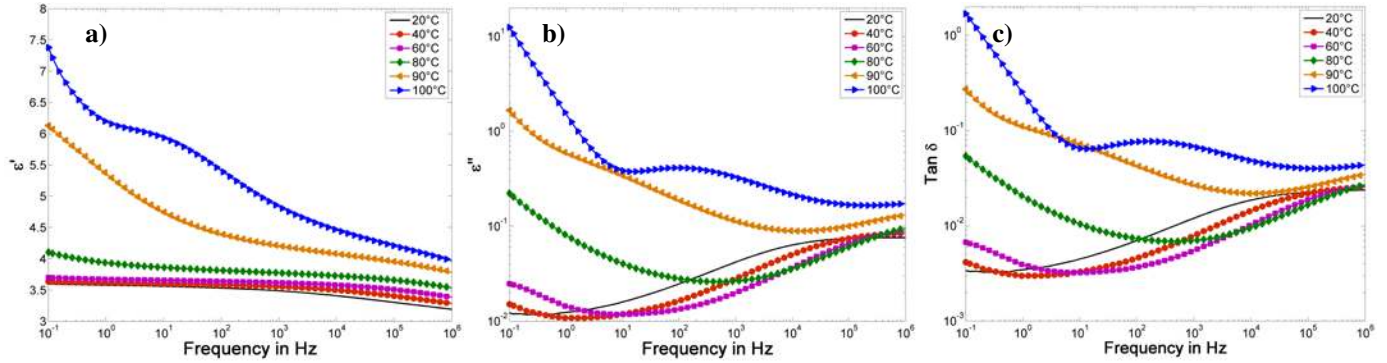 a)
8
7.5
7
6.5
6
5.5
5
4.5
4
3.5
3
ε'
10⁻¹ 10⁰ 10¹ 10² 10³ 10⁴ 10⁵ 10⁶
Frequency in Hz
20°C
40°C
60°C
80°C
90°C
100°C
b)
10¹
10⁰
10⁻¹
10⁻²
ε''
10⁻¹ 10⁰ 10¹ 10² 10³ 10⁴ 10⁵ 10⁶
Frequency in Hz
20°C
40°C
60°C
80°C
90°C
100°C
c)
10⁰
10⁻¹
10⁻²
10⁻³
Tan δ
10⁻¹ 10⁰ 10¹ 10² 10³ 10⁴ 10⁵ 10⁶
Frequency in Hz
20°C
40°C
60°C
80°C
90°C
100°C